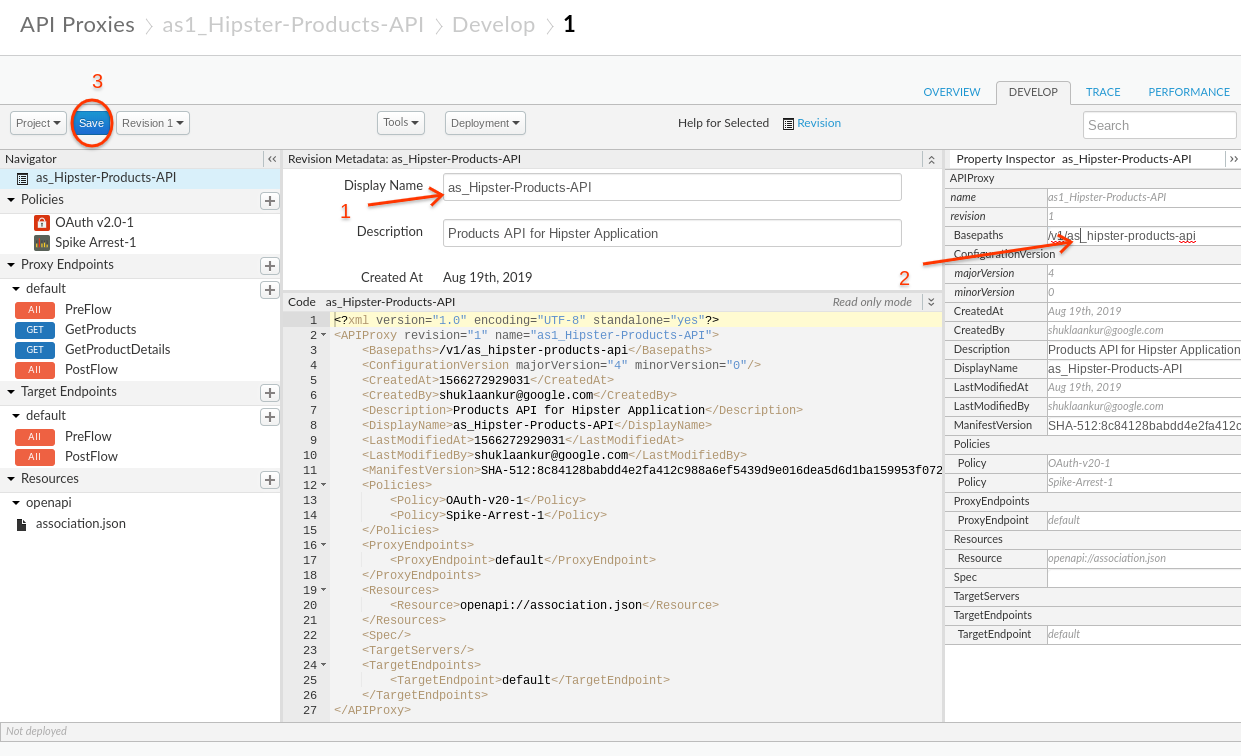 API Proxies > as1_Hipster-Products-API > Develop > 1
3
OVERVIEW DEVELOP TRACE PERFORMANCE
Project Save Revision 1 Tools Deployment Help for Selected Revision Search
Navigator
as_Hipster-Products-API
Policies
OAuth v2.0-1
Spike Arrest-1
Proxy Endpoints
default
All PreFlow
GET GetProducts
GET GetProductDetails
All PostFlow
Target Endpoints
default
All PreFlow
All PostFlow
Resources
openapi
association.json
Revision Metadata: as_Hipster-Products-API
Display Name as_Hipster-Products-API
1
Description Products API for Hipster Application
Created At Aug 19th, 2019
2
Code as_Hipster-Products-API Read only mode
1 <?xml version="1.0" encoding="UTF-8" standalone="yes"?>
2 <APIProxy revision="1" name="as1_Hipster-Products-API">
3 <Basepaths>/v1/as_hipster-products-api</Basepaths>
4 <ConfigurationVersion majorVersion="4" minorVersion="0"/>
5 <CreatedAt>1566272929031</CreatedAt>
6 <CreatedBy>shuklaankur@google.com</CreatedBy>
7 <Description>Products API for Hipster Application</Description>
8 <DisplayName>as_Hipster-Products-API</DisplayName>
9 <LastModifiedAt>1566272929031</LastModifiedAt>
10 <LastModifiedBy>shuklaankur@google.com</LastModifiedBy>
11 <ManifestVersion>SHA-512:8c84128babdd4e2fa412c988a6ef5439d9e016dea5d6d1ba159953f072
12 <Policies>
13 <Policy>OAuth-v20-1</Policy>
14 <Policy>Spike-Arrest-1</Policy>
15 </Policies>
16 <ProxyEndpoints>
17 <ProxyEndpoint>default</ProxyEndpoint>
18 </ProxyEndpoints>
19 <Resources>
20 <Resource>openapi://association.json</Resource>
21 </Resources>
22 <Spec/>
23 <TargetServers/>
24 <TargetEndpoints>
25 <TargetEndpoint>default</TargetEndpoint>
26 </TargetEndpoints>
27 </APIProxy>
Property Inspector as_Hipster-Products-API
APIProxy
name as1_Hipster-Products-API
revision 1
Basepaths /v1/as_hipster-products-api
ConfigurationVersion
majorVersion 4
minorVersion 0
CreatedAt Aug 19th, 2019
CreatedBy shuklaankur@google.com
Description Products API for Hipster Application
DisplayName as_Hipster-Products-API
LastModifiedAt Aug 19th, 2019
LastModifiedBy shuklaankur@google.com
ManifestVersion SHA-512:8c84128babdd4e2fa412c
Policies
Policy OAuth-v20-1
Policy Spike-Arrest-1
ProxyEndpoints
ProxyEndpoint default
Resources
Resource openapi://association.json
Spec
TargetServers
TargetEndpoints
TargetEndpoint default
Not deployed